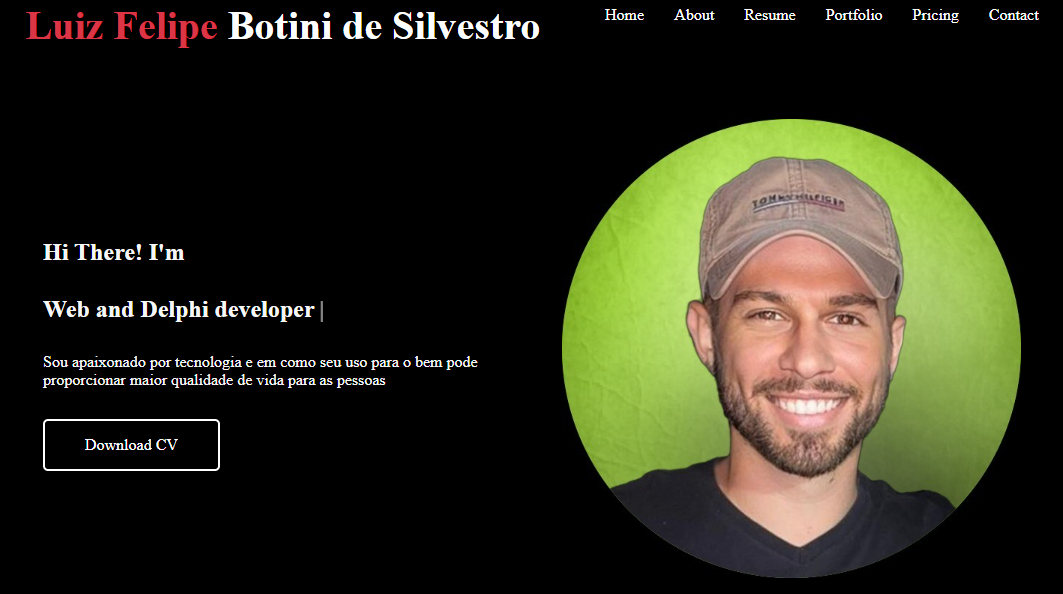 Luiz Felipe Botini de Silvestro
Home About Resume Portfolio Pricing Contact
TOMMY HILFIGER
Hi There! I'm
Web and Delphi developer |
Sou apaixonado por tecnologia e em como seu uso para o bem pode
proporcionar maior qualidade de vida para as pessoas
Download CV